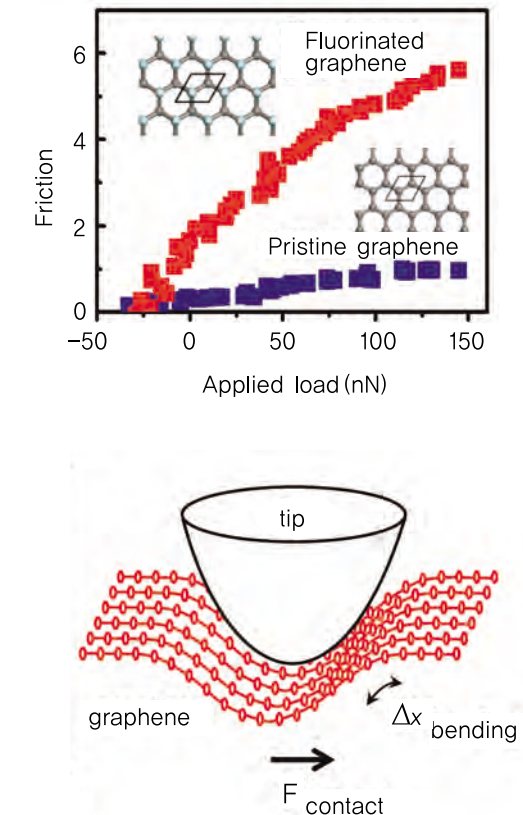 6
4
2
0
Friction
Fluorinated
graphene
Pristine graphene
−50
0
50
100
150
Applied load (nN)
tip
graphene
Δx bending
F contact